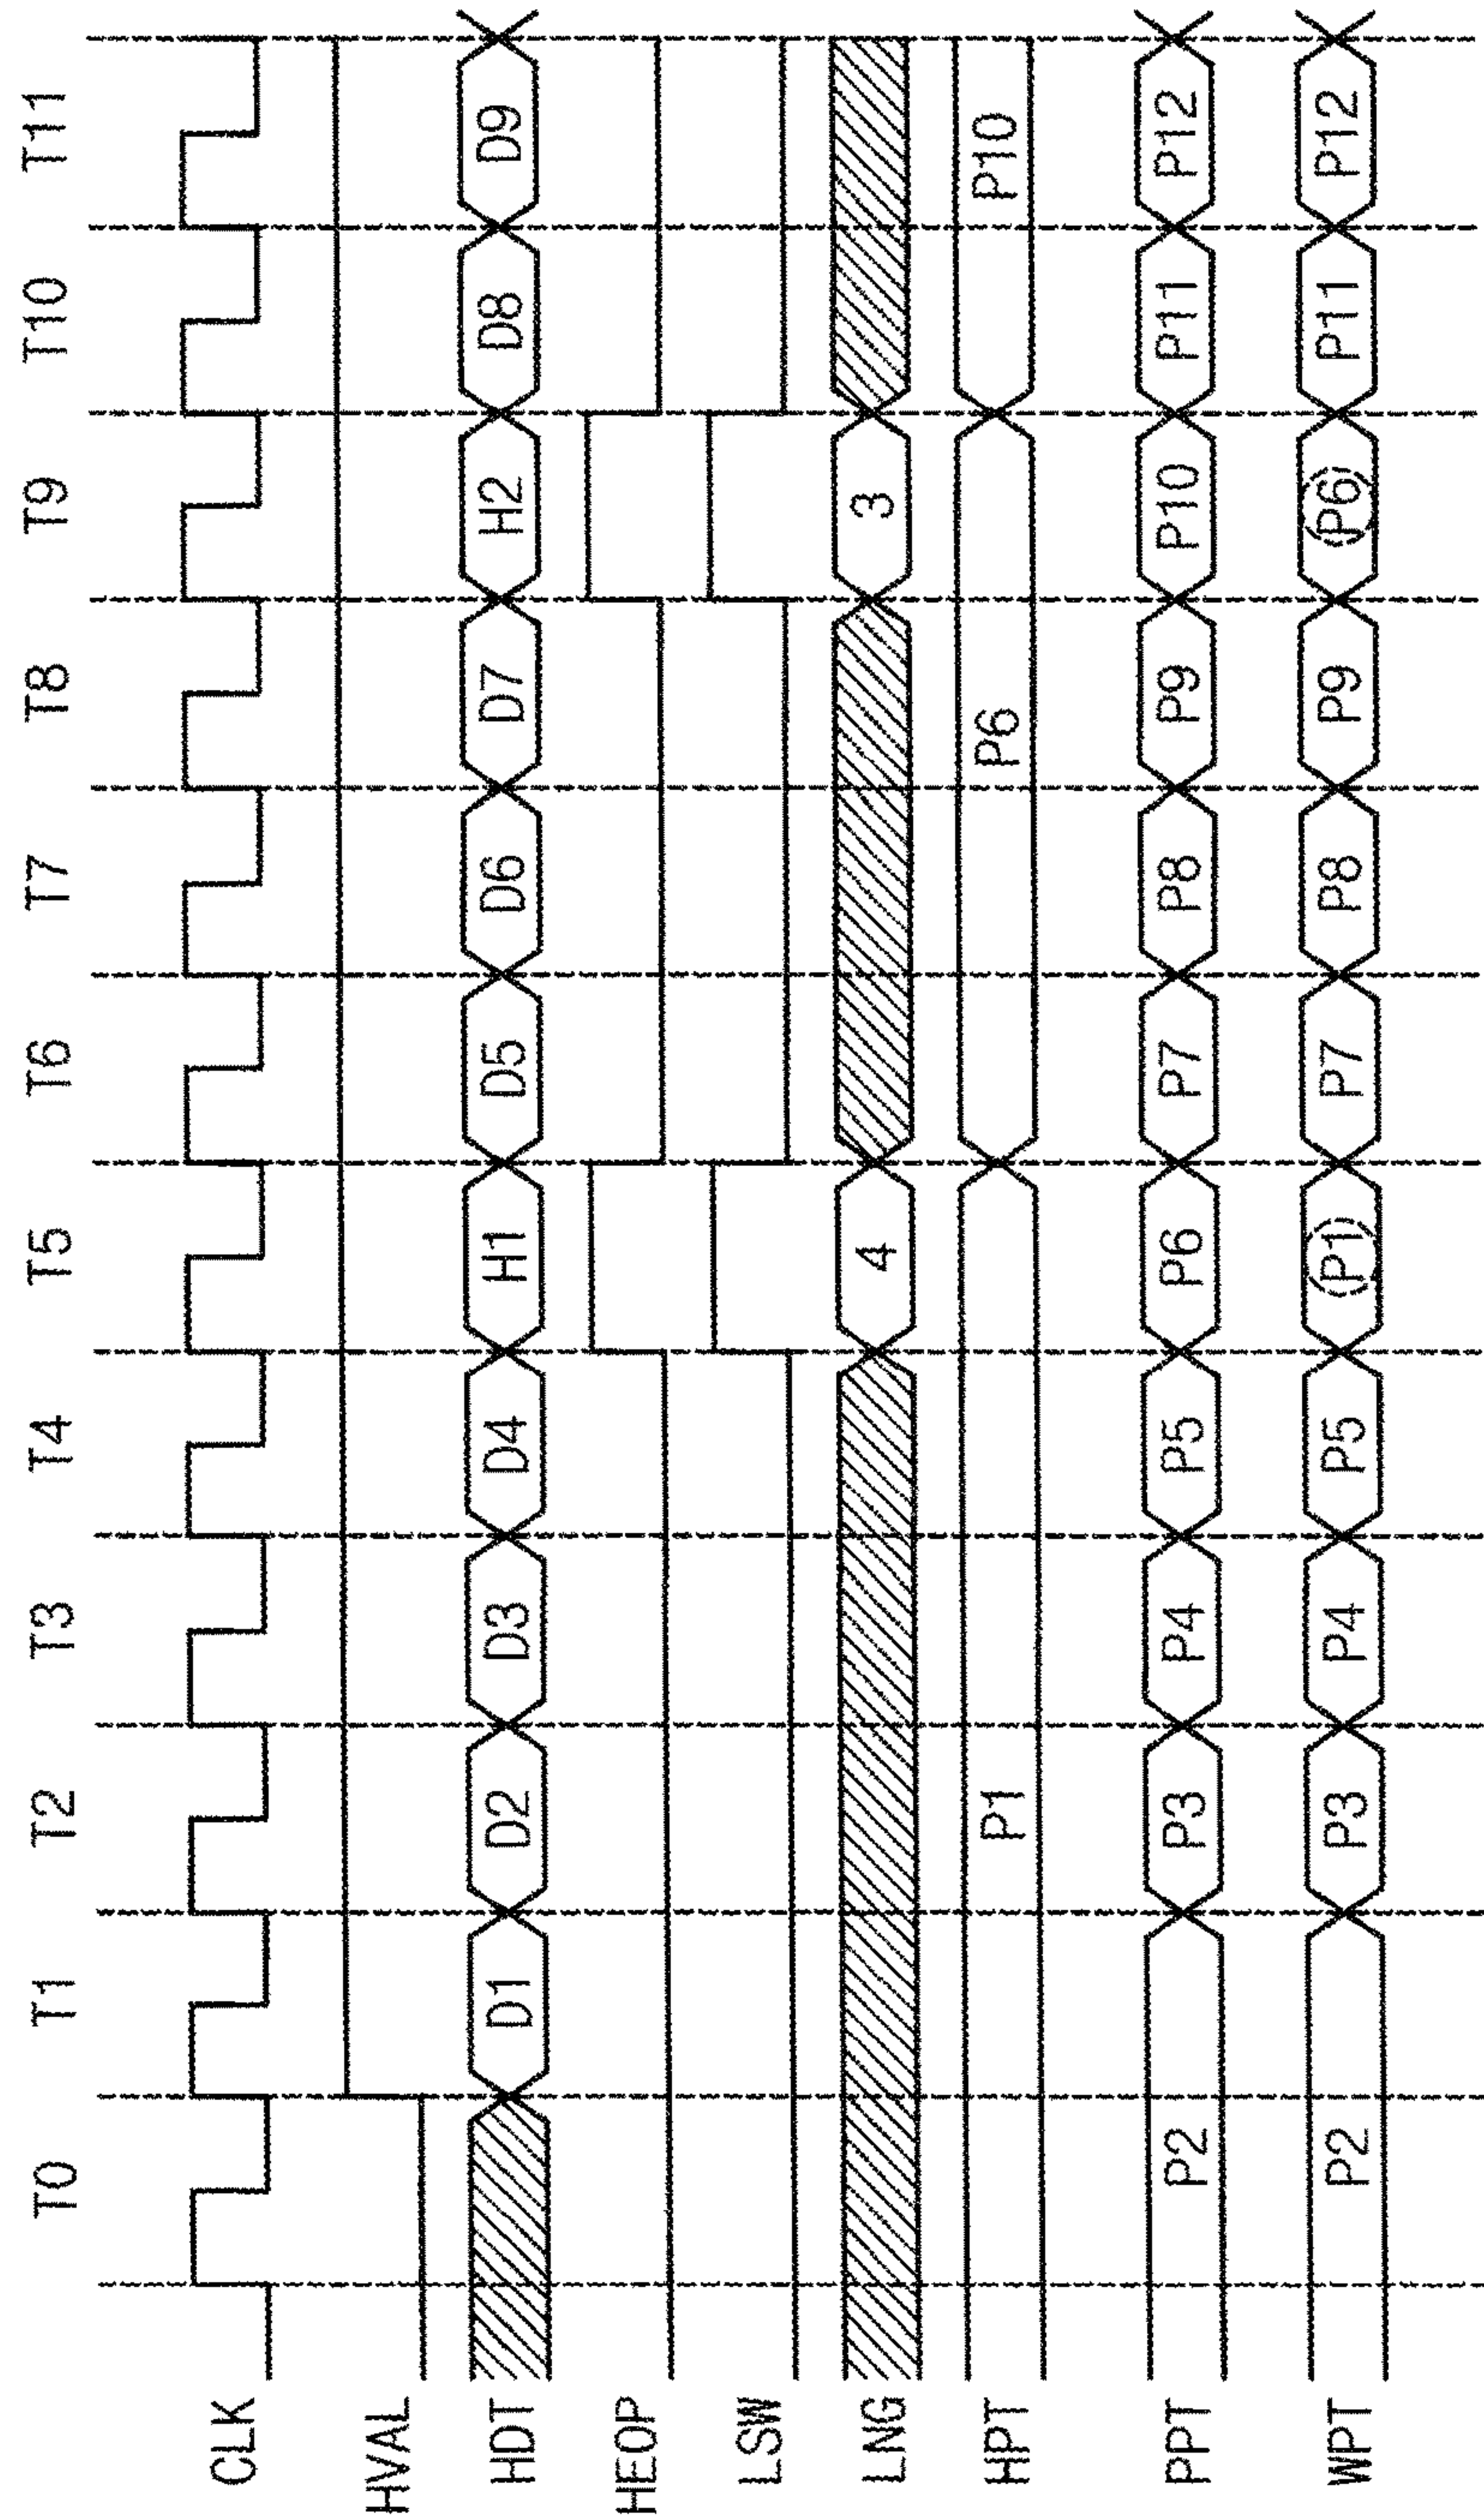 T0 T1 T2 T3 T4 T5 T6 T7 T8 T9 T10 T11
CLK
HVAL
HDT D1 D2 D3 D4 H1 D5 D6 D7 H2 D8 D9
HEOP
LSW
LNG 4 3
HPT P1 P6 P10
PPT P2 P3 P4 P5 P6 P7 P8 P9 P10 P11 P12
WPT P2 P3 P4 P5 (P1) P7 P8 P9 (P6) P11 P12